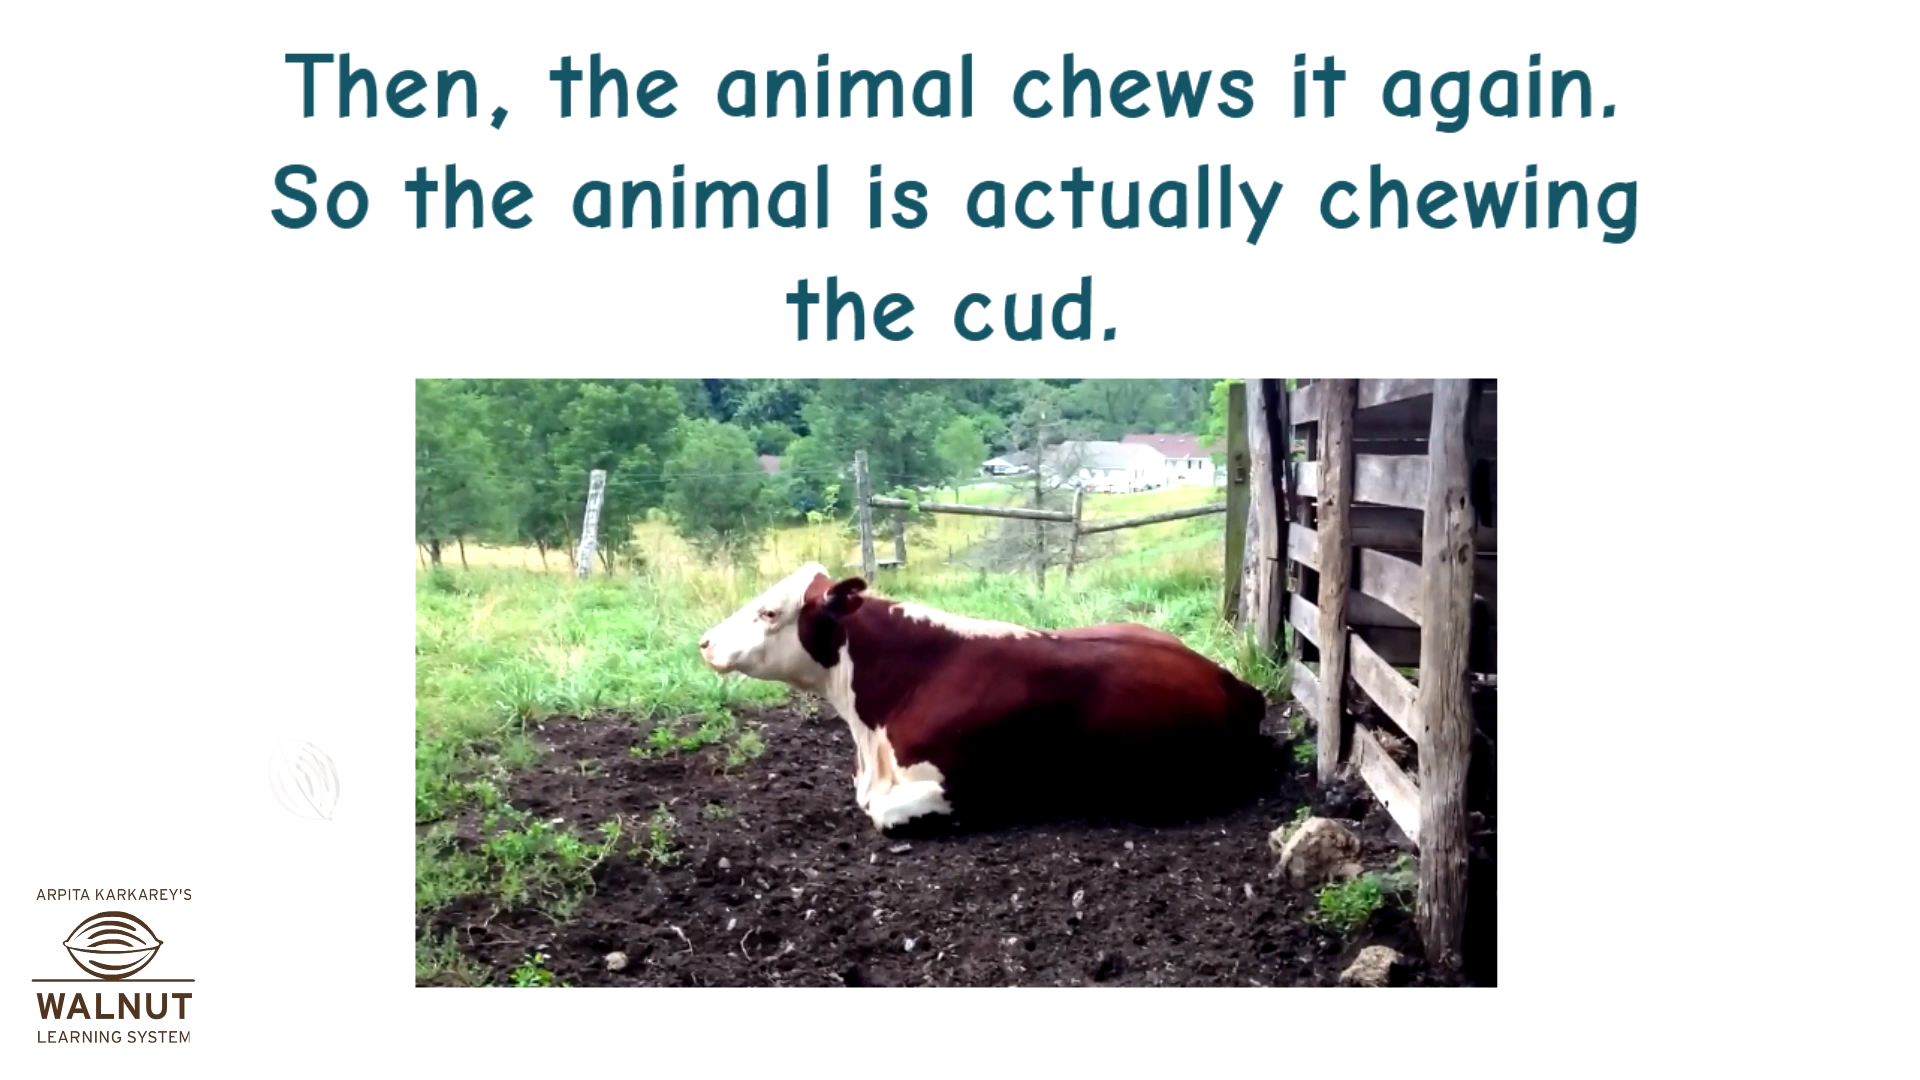 Then, the animal chews it again.
So the animal is actually chewing
the cud.
ARPITA KARKAREY'S
WALNUT
LEARNING SYSTEM